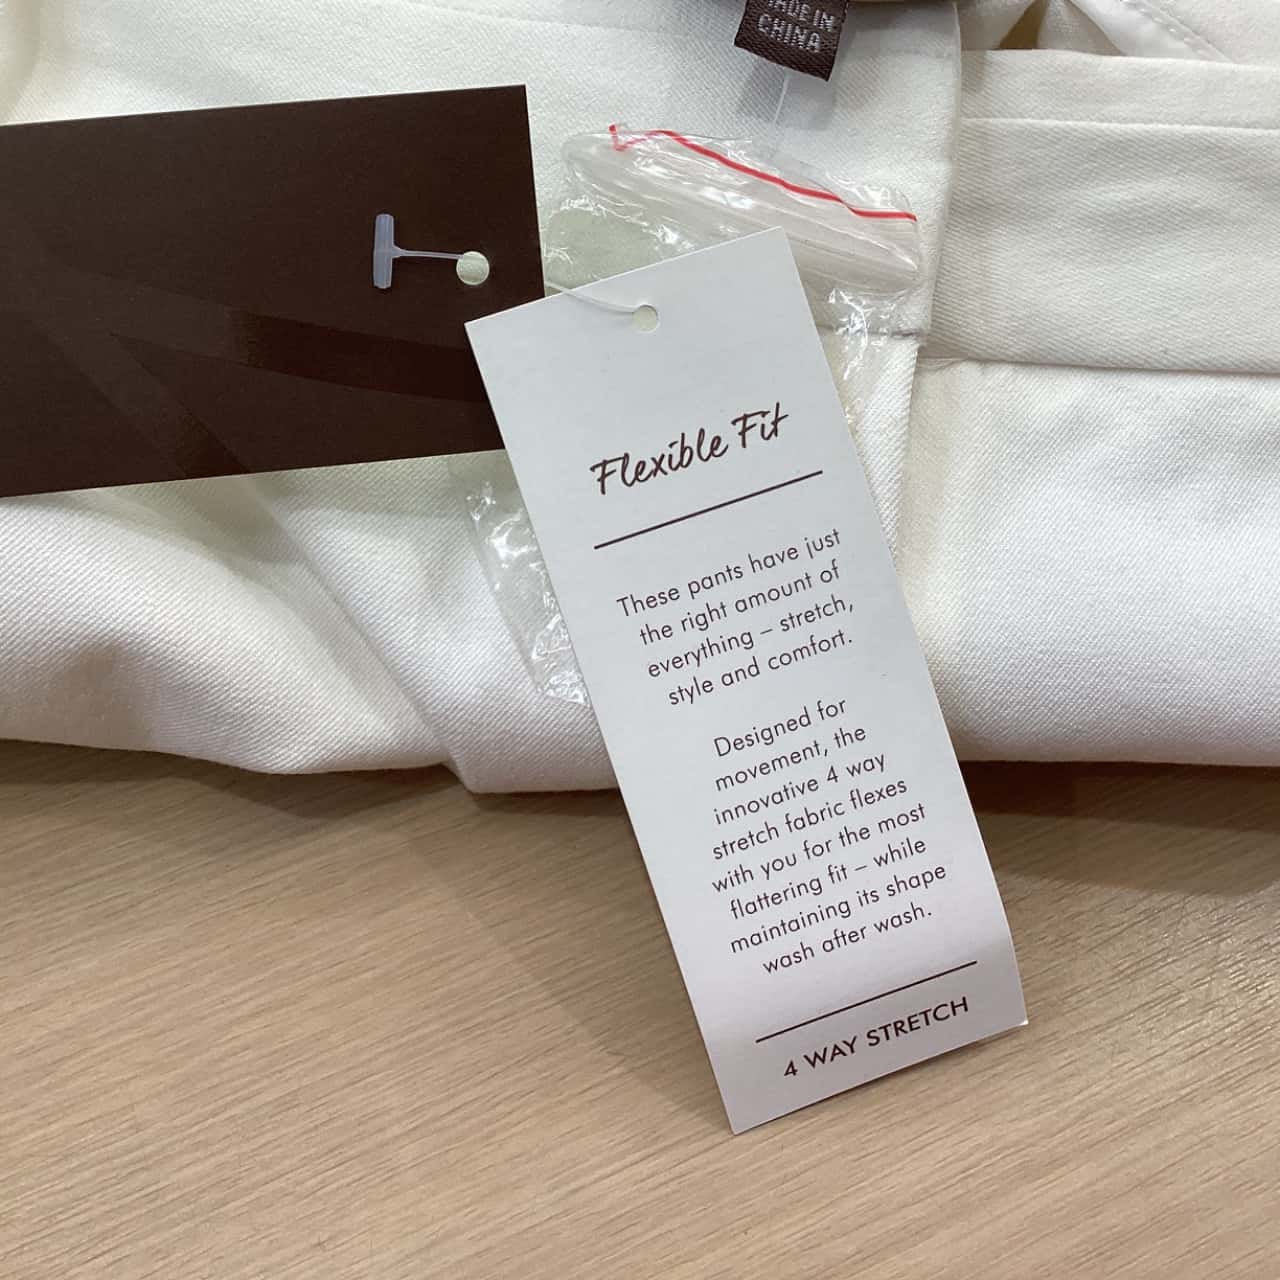 MADE IN
CHINA
Flexible Fit
These pants have just
the right amount of
everything – stretch,
style and comfort.
Designed for
movement, the
innovative 4 way
stretch fabric flexes
with you for the most
flattering fit – while
maintaining its shape
wash after wash.
4 WAY STRETCH